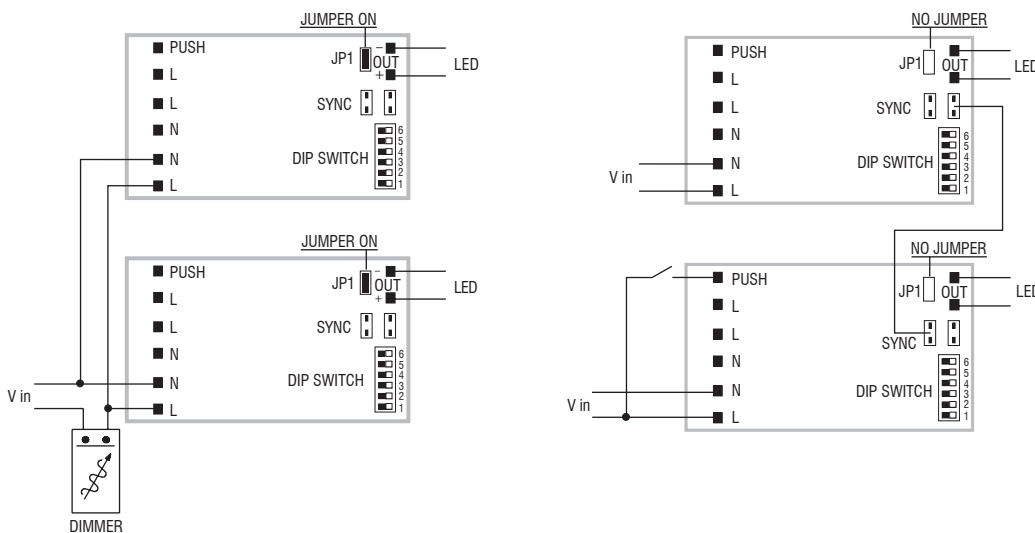 JUMPER ON
PUSH
JP1
–
OUT
+
LED
L
L
SYNC
N
DIP SWITCH
6
5
4
3
2
1
N
L
JUMPER ON
PUSH
JP1
–
OUT
+
LED
L
L
SYNC
N
DIP SWITCH
6
5
4
3
2
1
N
L
V in
DIMMER
NO JUMPER
PUSH
JP1
OUT
LED
L
L
SYNC
N
DIP SWITCH
6
5
4
3
2
1
N
L
V in
NO JUMPER
PUSH
JP1
OUT
LED
L
L
SYNC
N
DIP SWITCH
6
5
4
3
2
1
N
L
V in